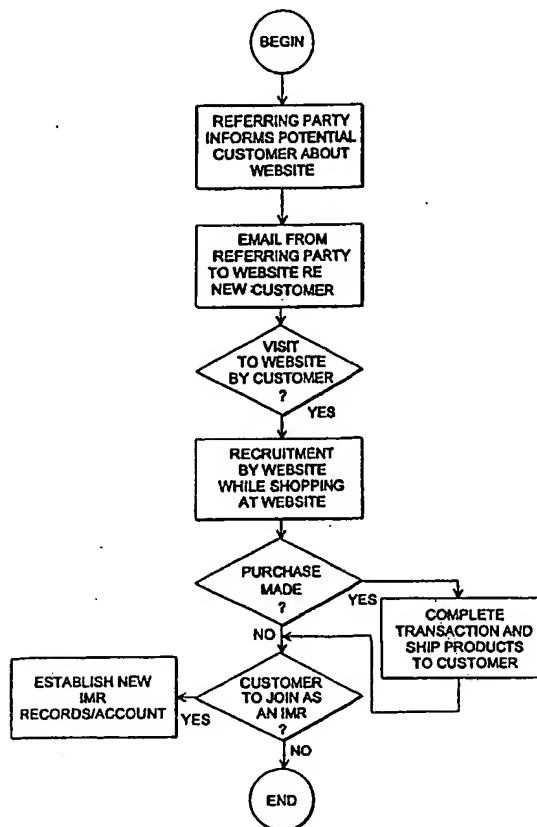 BEGIN
REFERRING PARTY
INFORMS POTENTIAL
CUSTOMER ABOUT
WEBSITE
EMAIL FROM
REFERRING PARTY
TO WEBSITE RE
NEW CUSTOMER
VISIT
TO WEBSITE
BY CUSTOMER
?
YES
RECRUITMENT
BY WEBSITE
WHILE SHOPPING
AT WEBSITE
PURCHASE
MADE
?
YES
NO
COMPLETE
TRANSACTION AND
SHIP PRODUCTS
TO CUSTOMER
CUSTOMER
TO JOIN AS
AN IMR
?
YES
ESTABLISH NEW
IMR
RECORDS/ACCOUNT
NO
END